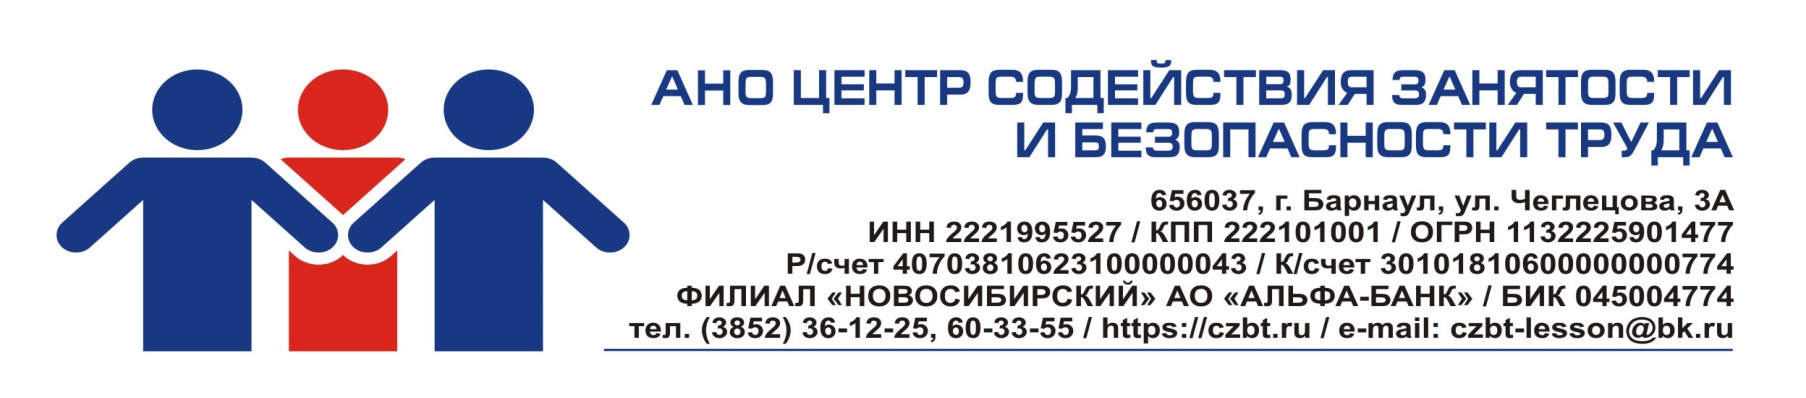 АНО ЦЕНТР СОДЕЙСТВИЯ ЗАНЯТОСТИ
И БЕЗОПАСНОСТИ ТРУДА
656037, г. Барнаул, ул. Чеглецова, 3А
ИНН 2221995527 / КПП 222101001 / ОГРН 1132225901477
Р/счет 40703810623100000043 / К/счет 30101810600000000774
ФИЛИАЛ «НОВОСИБИРСКИЙ» АО «АЛЬФА-БАНК» / БИК 045004774
тел. (3852) 36-12-25, 60-33-55 / https://czbt.ru / e-mail: czbt-lesson@bk.ru